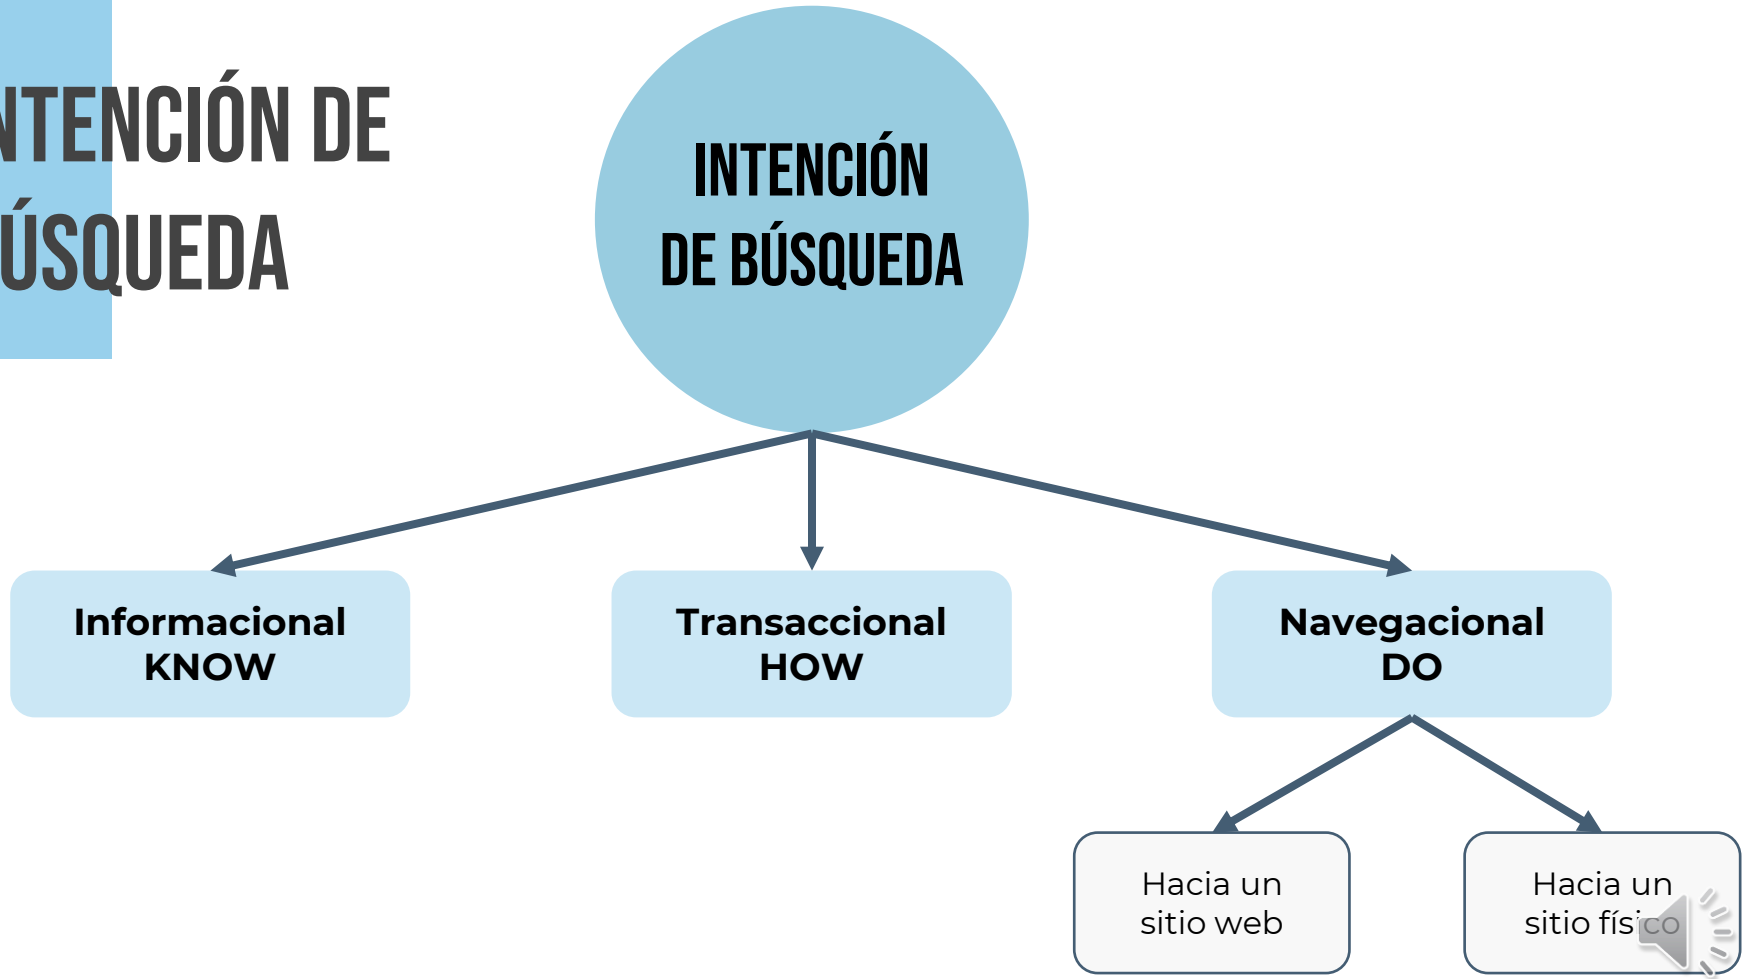 NTENCIÓN DE
ÚSQUEDA
INTENCIÓN
DE BÚSQUEDA
Informacional
KNOW
Transaccional
HOW
Navegacional
DO
Hacia un
sitio web
Hacia un
sitio físico